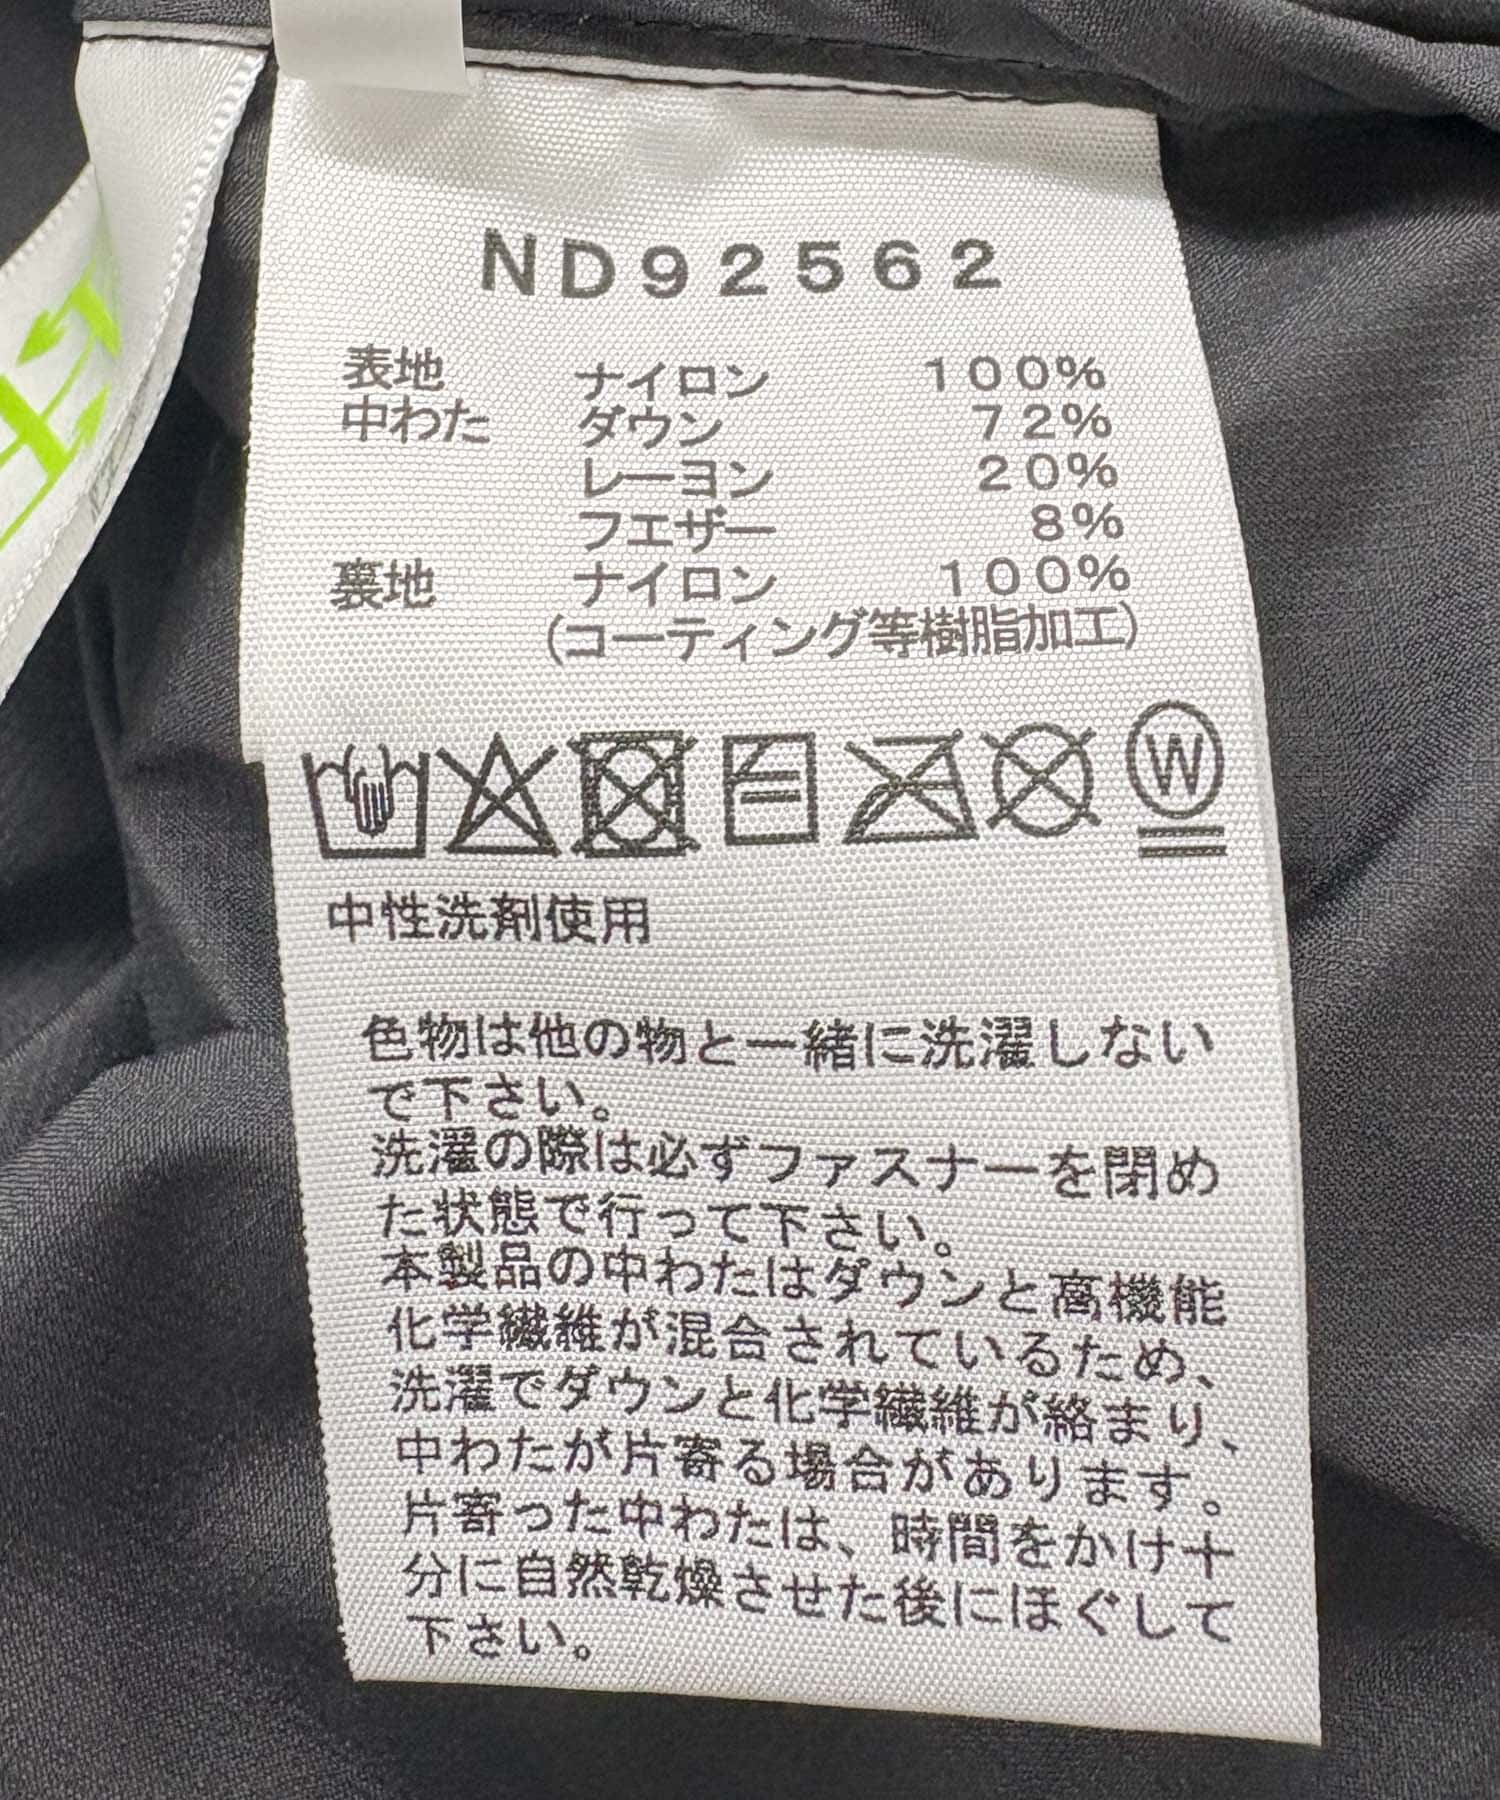 ND92562
表地 ナイロン 100%
中わた ダウン 72%
レーヨン 20%
フエザー 8%
裏地 ナイロン 100%
(コーティング等樹脂加工)
W
中性洗剤使用
色物は他の物と一緒に洗濯しない
で下さい。
洗濯の際は必ずファスナーを閉め
た状態で行って下さい。
本製品の中わたはダウンと高機能
化学繊維が混合されているため、
洗濯でダウンと化学繊維が絡まり、
中わたが片寄る場合があります。
片寄った中わたは、時間をかけ十
分に自然乾燥させた後にほぐして
下さい。